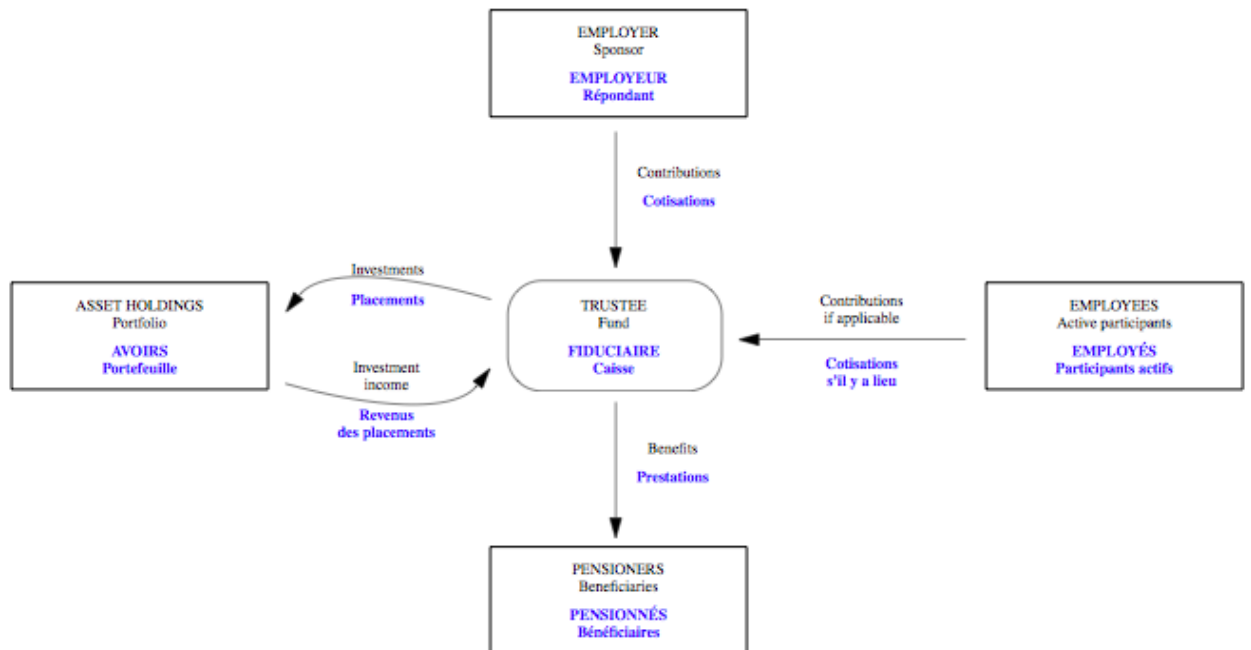 EMPLOYER
Sponsor
EMPLOYEUR
Répondant
Contributions
Cotisations
Investments
Placements
ASSET HOLDINGS
Portfolio
AVOIRS
Portefeuille
Investment
income
Revenus
des placements
TRUSTEE
Fund
FIDUCIAIRE
Caisse
Contributions
if applicable
Cotisations
s'il y a lieu
EMPLOYEES
Active participants
EMPLOYÉS
Participants actifs
Benefits
Prestations
PENSIONERS
Beneficiaries
PENSIONNÉS
Bénéficiaires